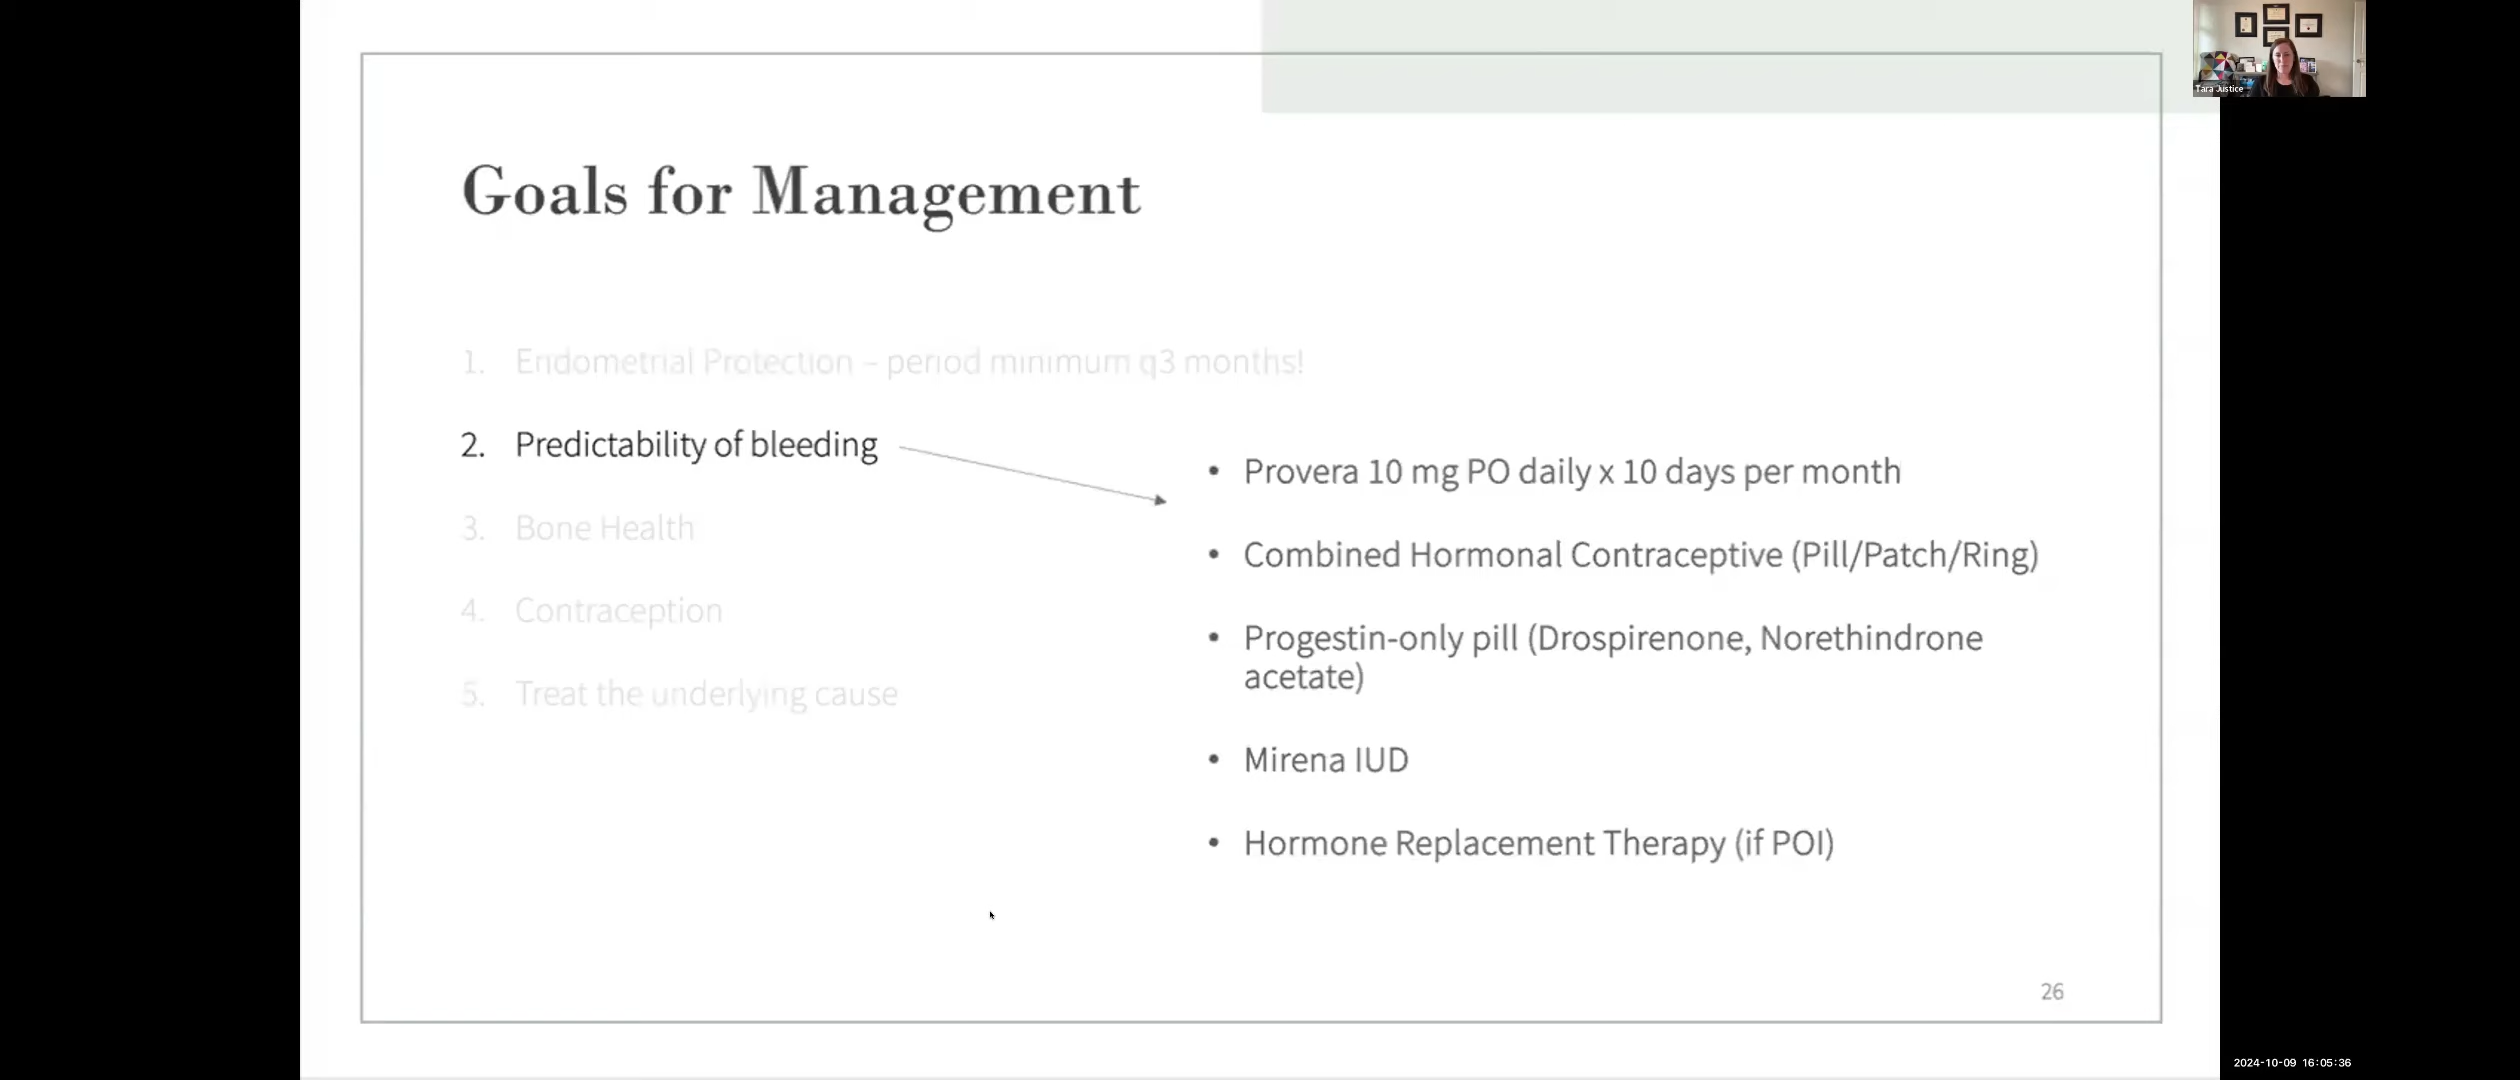 Tara Justice
Goals for Management
1. Endometrial Protection – period minimum q3 months!
2. Predictability of bleeding
3. Bone Health
4. Contraception
5. Treat the underlying cause
• Provera 10 mg PO daily x 10 days per month
• Combined Hormonal Contraceptive (Pill/Patch/Ring)
• Progestin-only pill (Drospirenone, Norethindrone
acetate)
• Mirena IUD
• Hormone Replacement Therapy (if POI)
26
2024-10-09 16:05:36